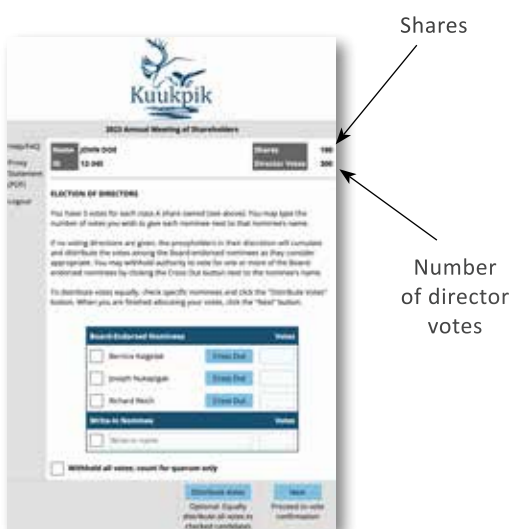 Shares
Kuukpik
2023 Annual Meeting of Shareholders
Help/FAQ
Proxy
Statement
(PDF)
Logout
Name JOHN DOE
Shares 100
ID
Director Votes 300
Number
of director
votes
ELECTION OF DIRECTORS
You have 3 votes for each class A share owned (see above). You may type the
number of votes you wish to give each nominee next to that nominee's name.
If no voting directions are given, the proxyholders in their discretion will cumulate
and distribute the votes among the Board-endorsed nominees as they consider
appropriate. You may withhold authority to vote for one or more of the Board-
endorsed nominees by clicking the Cross Out button next to the nominee's name.
To distribute votes equally, check specific nominees and click the "Distribute Votes"
button. When you are finished allocating your votes, click the "Next" button.
Board-Endorsed Nominees Votes
Bernice Kaigelak Cross Out
Joseph Nukapigak Cross Out
Richard Reich Cross Out
Write-in Nominee Votes
Write-in name
Withhold all votes; count for quorum only
Distribute Votes Next
Optional: Equally
distribute all votes to
checked candidates
Proceed to vote
confirmation